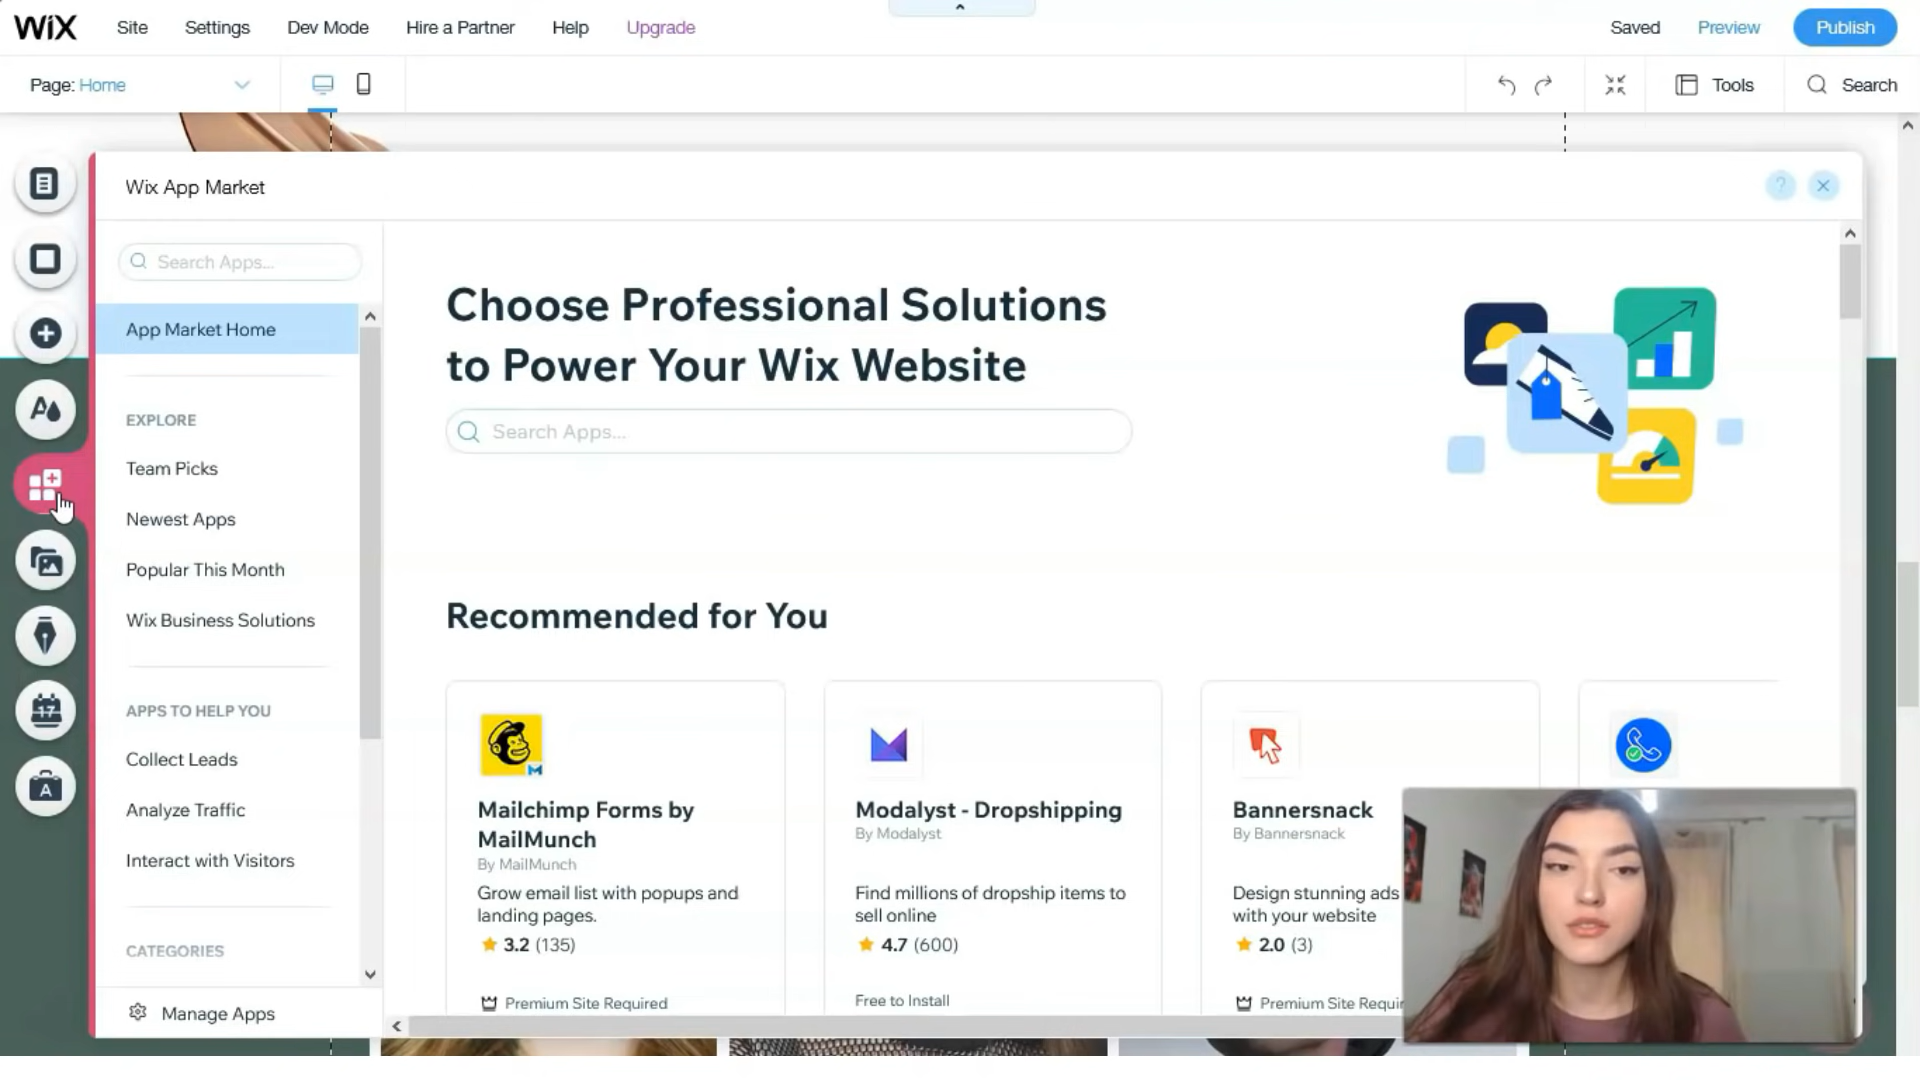 WiX Site Settings Dev Mode Hire a Partner Help Upgrade Saved Preview Publish
Page: Home Tools Search
Wix App Market ?
Search Apps...
App Market Home
EXPLORE
Team Picks
Newest Apps
Popular This Month
Wix Business Solutions
APPS TO HELP YOU
Collect Leads
Analyze Traffic
Interact with Visitors
CATEGORIES
Manage Apps
17
A
A
Choose Professional Solutions
to Power Your Wix Website
Search Apps...
Recommended for You
M
Mailchimp Forms by
MailMunch
By MailMunch
Grow email list with popups and
landing pages.
3.2 (135)
Premium Site Required
Modalyst - Dropshipping
By Modalyst
Find millions of dropship items to
sell online
4.7 (600)
Free to Install
Bannersnack
By Bannersnack
Design stunning ads
with your website
2.0 (3)
Premium Site Requir